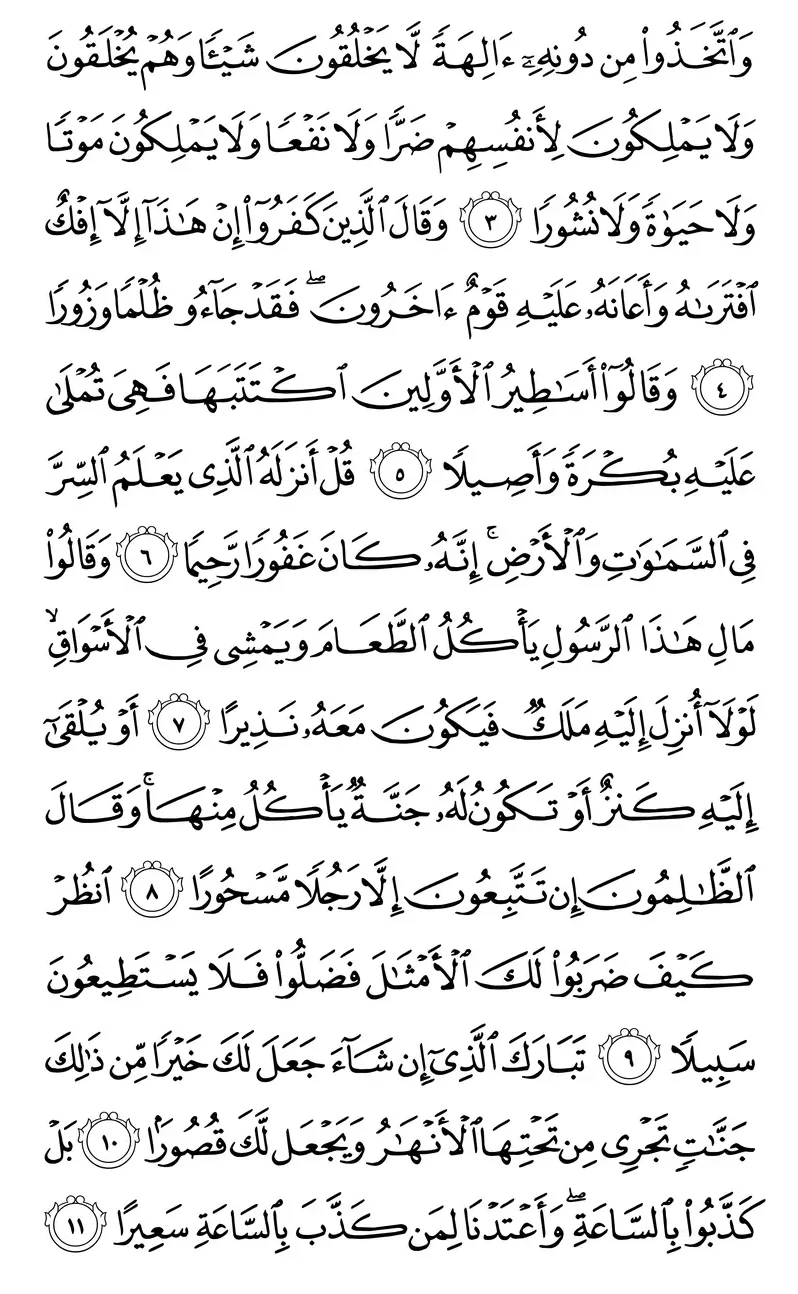 وَٱتَّخَذُوا۟ مِن دُونِهِۦٓ ءَالِهَةً لَّا يَخْلُقُونَ شَيْـًٔا وَهُمْ يُخْلَقُونَ
وَلَا يَمْلِكُونَ لِأَنفُسِهِمْ ضَرًّا وَلَا نَفْعًا وَلَا يَمْلِكُونَ مَوْتًا
وَلَا حَيَوٰةً وَلَا نُشُورًا ٣ وَقَالَ ٱلَّذِينَ كَفَرُوٓا۟ إِنْ هَـٰذَآ إِلَّآ إِفْكٌ
ٱفْتَرَىٰهُ وَأَعَانَهُۥ عَلَيْهِ قَوْمٌ ءَاخَرُونَ ۖ فَقَدْ جَآءُو ظُلْمًا وَزُورًا
٤ وَقَالُوٓا۟ أَسَـٰطِيرُ ٱلْأَوَّلِينَ ٱكْتَتَبَهَا فَهِىَ تُمْلَىٰ
عَلَيْهِ بُكْرَةً وَأَصِيلًا ٥ قُلْ أَنزَلَهُ ٱلَّذِى يَعْلَمُ ٱلسِّرَّ
فِى ٱلسَّمَـٰوَٰتِ وَٱلْأَرْضِ ۚ إِنَّهُۥ كَانَ غَفُورًا رَّحِيمًا ٦ وَقَالُوا۟
مَالِ هَـٰذَا ٱلرَّسُولِ يَأْكُلُ ٱلطَّعَامَ وَيَمْشِى فِى ٱلْأَسْوَاقِ ۙ
لَوْلَآ أُنزِلَ إِلَيْهِ مَلَكٌ فَيَكُونَ مَعَهُۥ نَذِيرًا ٧ أَوْ يُلْقَىٰٓ
إِلَيْهِ كَنزٌ أَوْ تَكُونُ لَهُۥ جَنَّةٌ يَأْكُلُ مِنْهَا ۚ وَقَالَ
ٱلظَّـٰلِمُونَ إِن تَتَّبِعُونَ إِلَّا رَجُلًا مَّسْحُورًا ٨ ٱنظُرْ
كَيْفَ ضَرَبُوا۟ لَكَ ٱلْأَمْثَـٰلَ فَضَلُّوا۟ فَلَا يَسْتَطِيعُونَ
سَبِيلًا ٩ تَبَارَكَ ٱلَّذِىٓ إِن شَآءَ جَعَلَ لَكَ خَيْرًا مِّن ذَٰلِكَ
جَنَّـٰتٍ تَجْرِى مِن تَحْتِهَا ٱلْأَنْهَـٰرُ وَيَجْعَل لَّكَ قُصُورًۢا ١٠ بَلْ
كَذَّبُوا۟ بِٱلسَّاعَةِ ۖ وَأَعْتَدْنَا لِمَن كَذَّبَ بِٱلسَّاعَةِ سَعِيرًا ١١